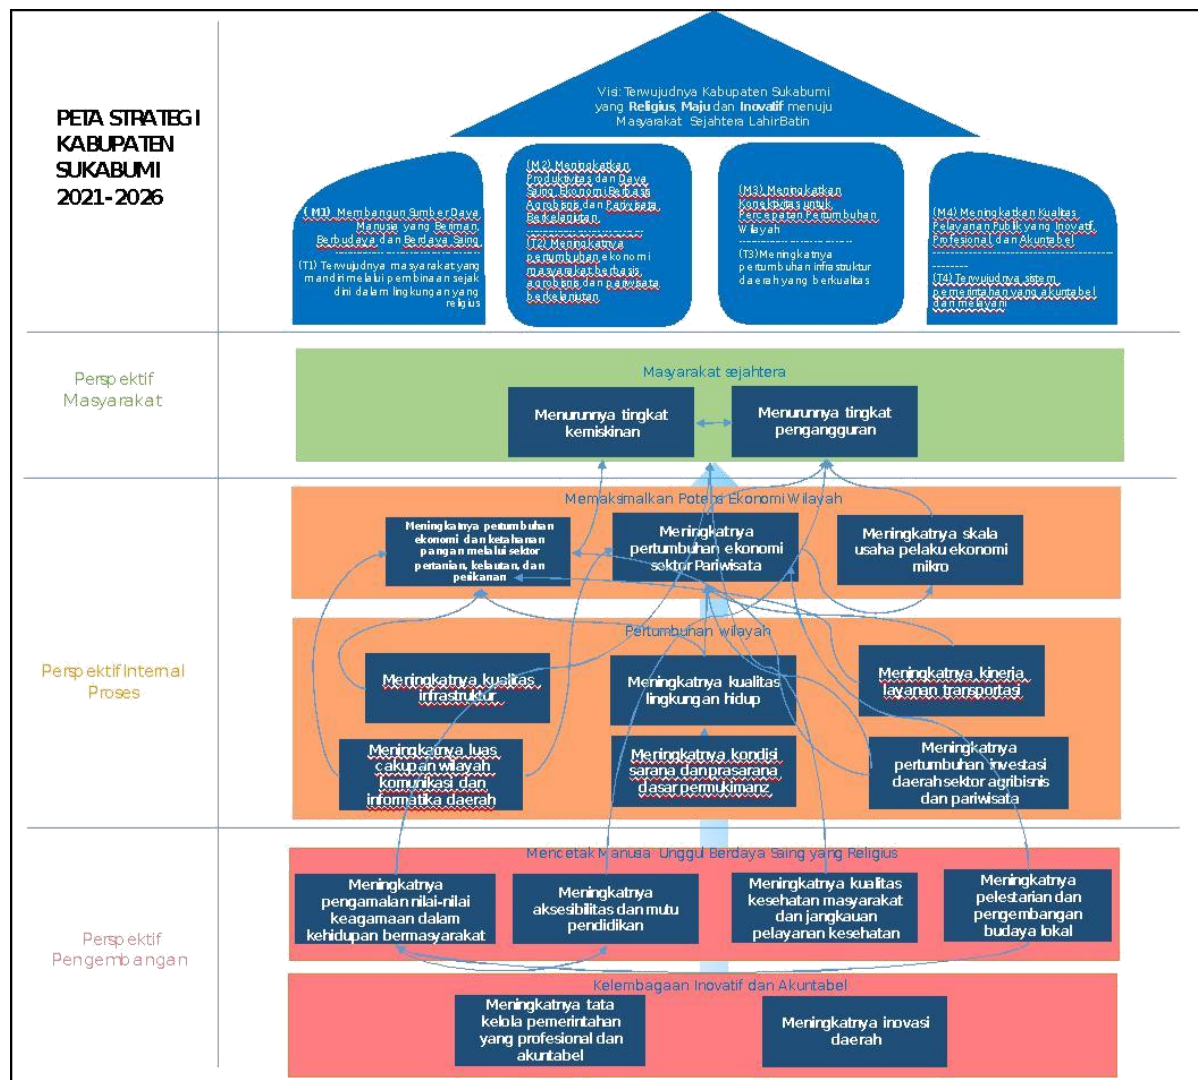 PETA STRATEGI
KABUPATEN
SUKABUMI
2021-2026
Visi: Terwujudnya Kabupaten Sukabumi
yang Religius, Maju dan Inovatif menuju
Masyarakat Sejahtera Lahir Batin
(M1) Membangun Sumber Daya
Manusia yang Beriman,
Berbudaya dan Berdaya Saing,
(T1) Terwujudnya masyarakat yang
mandiri melalui pembinaan sejak
dini dalam lingkungan yang
religius
(M2) Meningkatkan
Produktivitas dan Daya
Saing Ekonomi Berbasis
Agrobisnis dan Pariwisata
Berkelanjutan.
(T2) Meningkatnya
pertumbuhan ekonomi
masyarakat berbasis
agrobisnis dan pariwisata
berkelanjutan
(M3) Meningkatkan
Konektivitas untuk
Percepatan Pertumbuhan
Wilayah
(T3) Meningkatnya
pertumbuhan infrastruktur
daerah yang berkualitas
(M4) Meningkatkan Kualitas
Pelayanan Publik yang Inovatif,
Profesional, dan Akuntabel
(T4) Terwujudnya sistem
pemerintahan yang akuntabel
dan melayani
Perspektif
Masyarakat
Masyarakat sejahtera
Menurunnya tingkat
kemiskinan
Menurunnya tingkat
pengangguran
Perspektif Internal
Proses
Memaksimalkan Potens Ekonomi Wilayah
Meningkatnya pertumbuhan
ekonomi dan ketahanan
pangan melalui sektor
pertanian, kelautan, dan
perikanan
Meningkatnya
pertumbuhan ekonomi
sektor Pariwisata
Meningkatnya skala
usaha pelaku ekonomi
mikro
Pertumbuhan wilayah
Meningkatnya kualitas
infrastruktur
Meningkatnya kualitas
lingkungan hidup
Meningkatnya kinerja
layanan transportasi
Meningkatnya luas
cakupan wilayah
komunikasi dan
informatika daerah
Meningkatnya kondisi
sarana dan prasarana
dasar permukimanz
Meningkatnya
pertumbuhan investasi
daerah sektor agribisnis
dan pariwisata
Perspektif
Pengembangan
Mencetak Manusa Unggul Berdaya Saing yang Religius
Meningkatnya
pengamalan nilai-nilai
keagamaan dalam
kehidupan bermasyarakat
Meningkatnya
aksesibilitas dan mutu
pendidikan
Meningkatnya kualitas
kesehatan masyarakat
dan jangkauan
pelayanan kesehatan
Meningkatnya
pelestarian dan
pengembangan
budaya lokal
Kelembagaan Inovatif dan Akuntabel
Meningkatnya tata
kelola pemerintahan
yang profesional dan
akuntabel
Meningkatnya inovasi
daerah